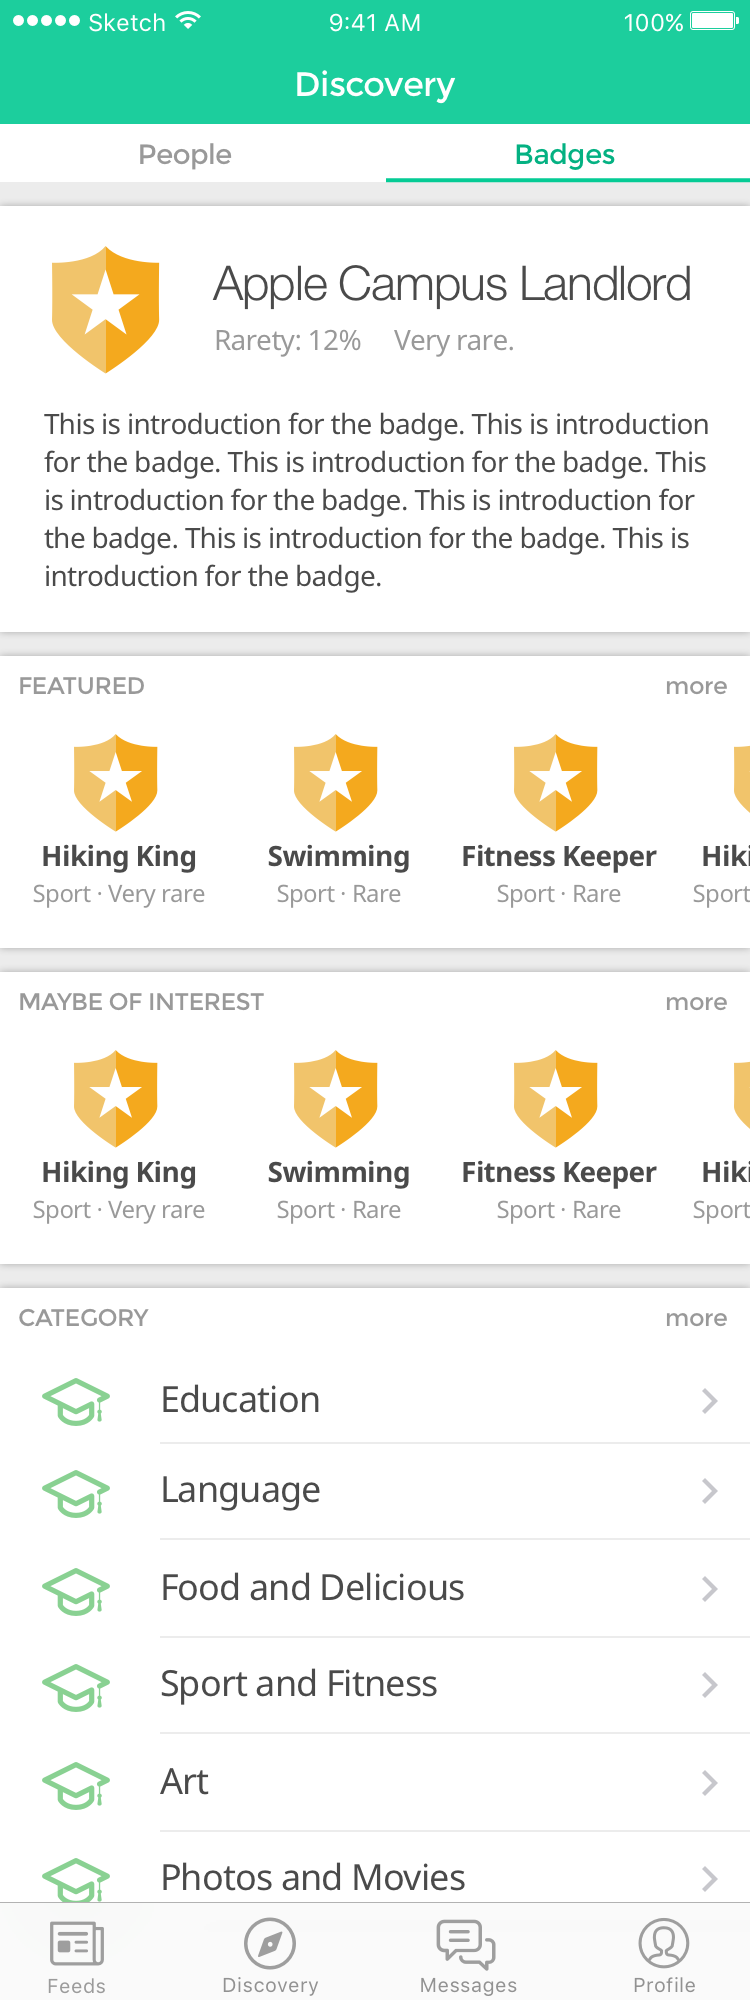 Sketch 9:41 AM 100%
Discovery
People Badges
Apple Campus Landlord
Rarety: 12% Very rare.
This is introduction for the badge. This is introduction
for the badge. This is introduction for the badge. This
is introduction for the badge. This is introduction for
the badge. This is introduction for the badge. This is
introduction for the badge.
FEATURED more
Hiking King Swimming Fitness Keeper Hiki
Sport · Very rare Sport · Rare Sport · Rare Sport
MAYBE OF INTEREST more
Hiking King Swimming Fitness Keeper Hiki
Sport · Very rare Sport · Rare Sport · Rare Sport
CATEGORY more
Education
Language
Food and Delicious
Sport and Fitness
Art
Photos and Movies
Feeds Discovery Messages Profile